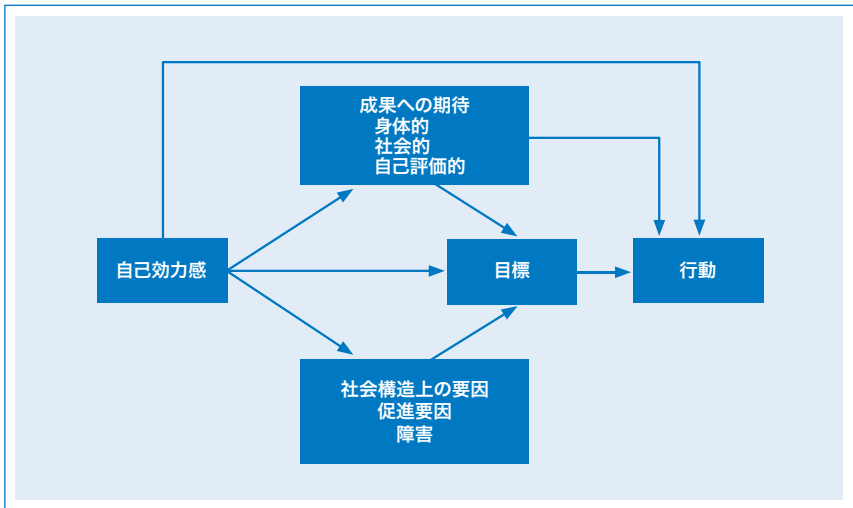 成果への期待
身体的
社会的
自己評価的
自己効力感
目標
行動
社会構造上の要因
促進要因
障害